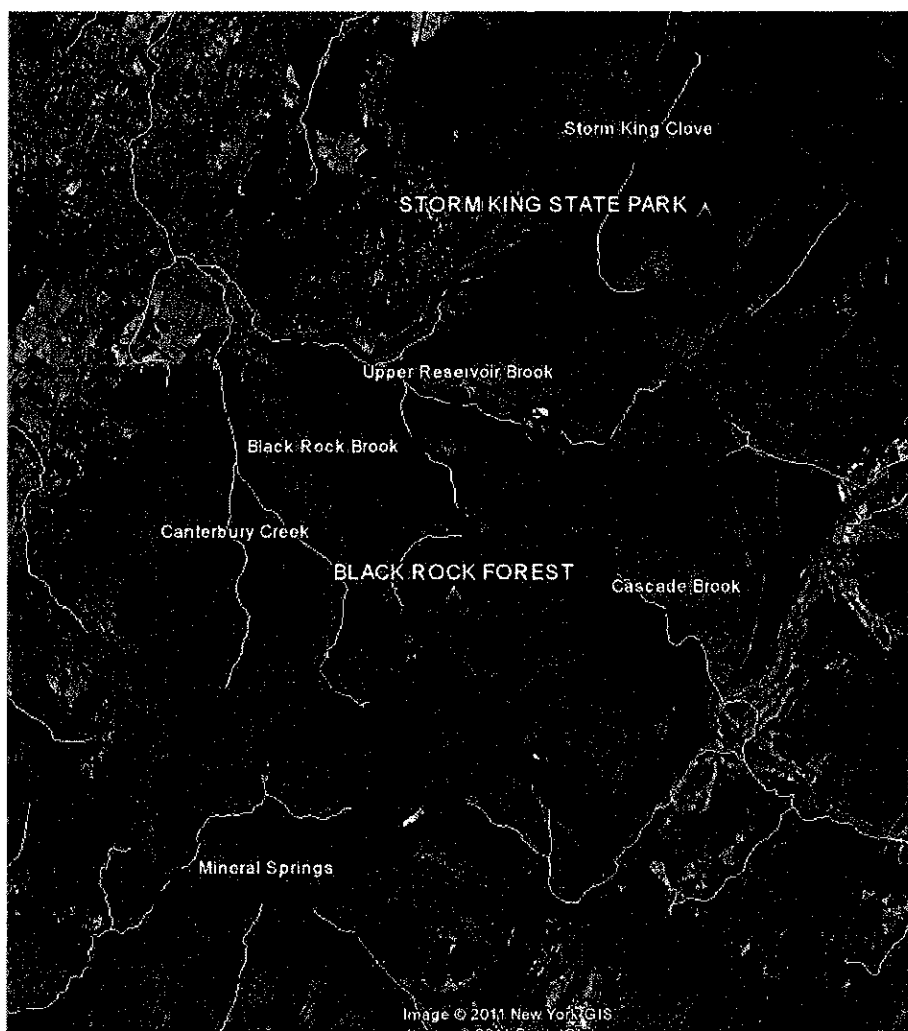 Storm King Clove
STORM KING STATE PARK
Upper Reservoir Brook
Black Rock Brook
Canterbury Creek
BLACK ROCK FOREST
Cascade Brook
Mineral Springs
Image © 2011 New York GIS